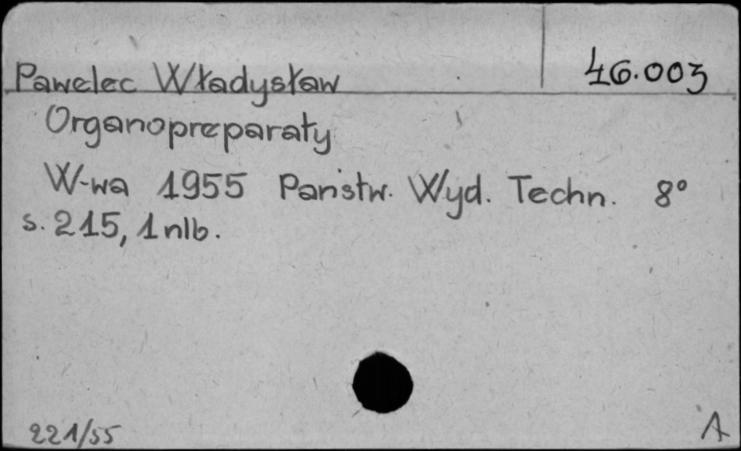 Pawelec Władysław 46.003
Organopreparaty
W-wa 1955 Państw. Wyd. Techn. 8°
s. 215, 1 nlb.
221/55 A